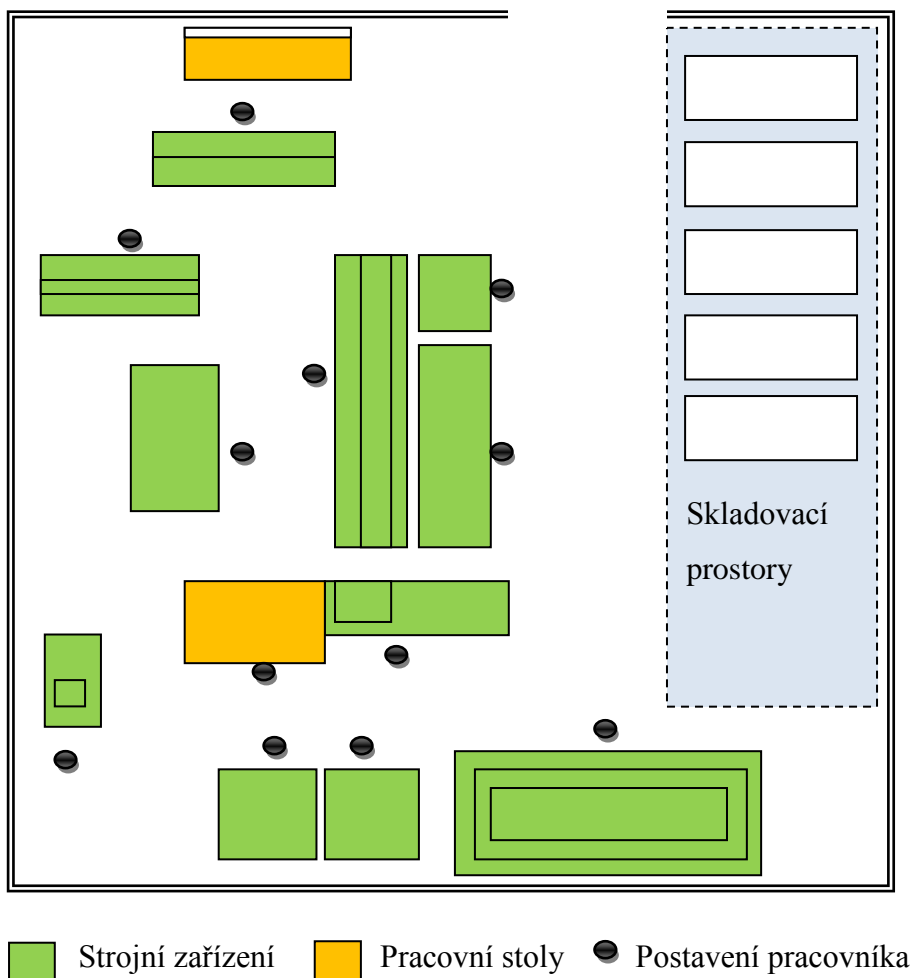 Skladovací
prostory
Strojní zařízení
Pracovní stoly
Postavení pracovníka